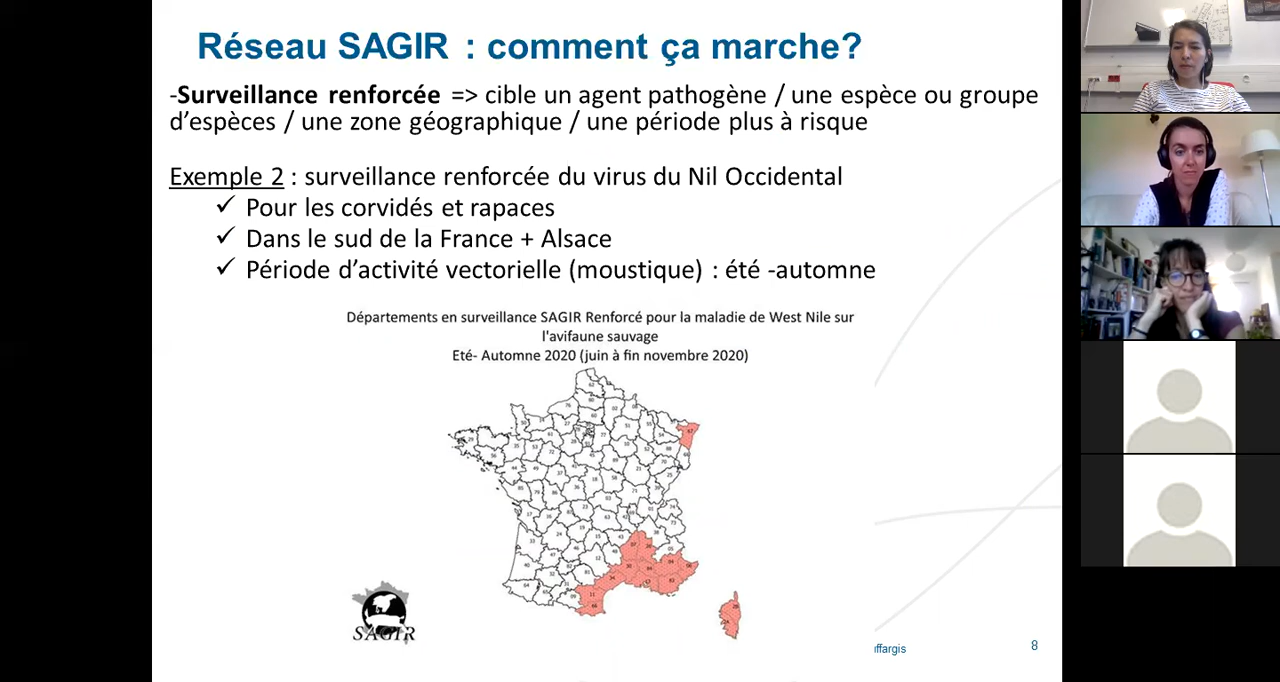 Réseau SAGIR : comment ça marche?
-Surveillance renforcée => cible un agent pathogène / une espèce ou groupe
d’espèces / une zone géographique / une période plus à risque
Exemple 2 : surveillance renforcée du virus du Nil Occidental
✓ Pour les corvidés et rapaces
✓ Dans le sud de la France + Alsace
✓ Période d’activité vectorielle (moustique) : été -automne
Départements en surveillance SAGIR Renforcé pour la maladie de West Nile sur
l'avifaune sauvage
Eté- Automne 2020 (juin à fin novembre 2020)
SAGIR
uffargis
8